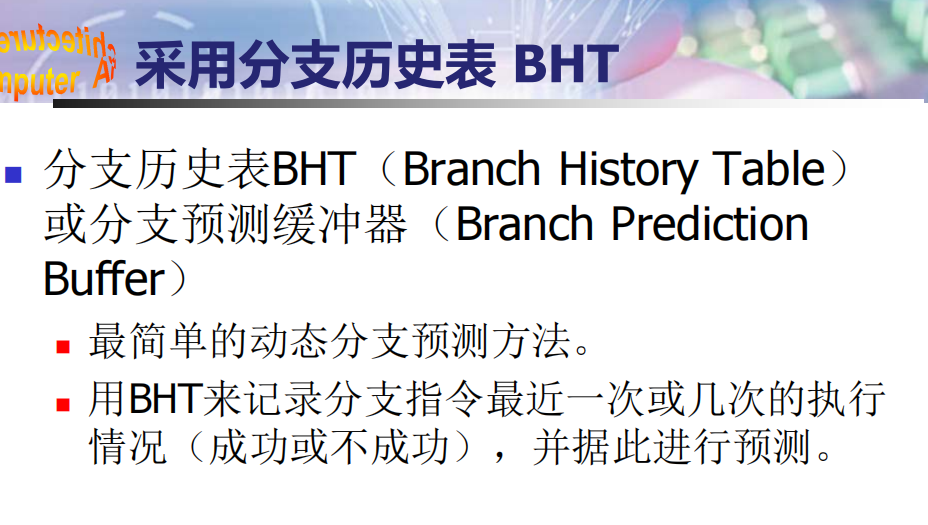 采用分支历史表 BHT
分支历史表BHT（Branch History Table）
或分支预测缓冲器（Branch Prediction
Buffer）
最简单的动态分支预测方法。
用BHT来记录分支指令最近一次或几次的执行
情况（成功或不成功），并据此进行预测。